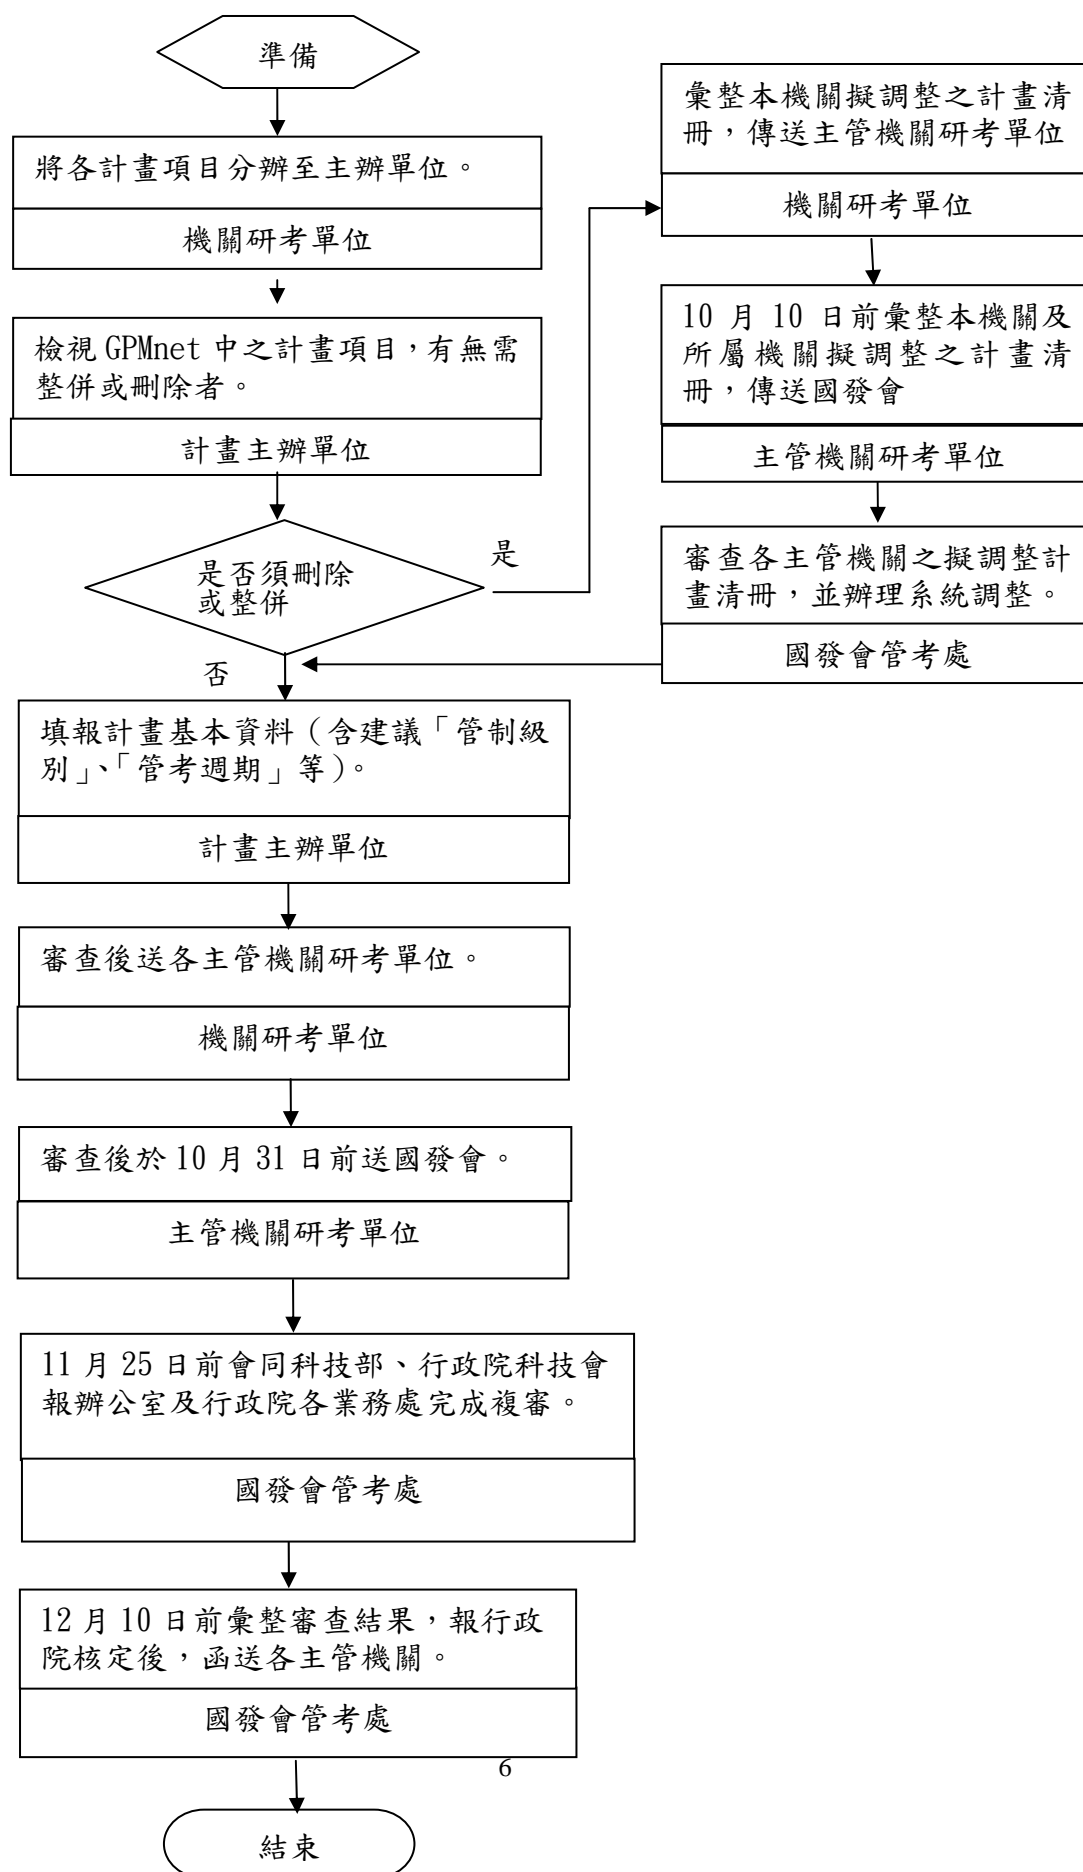 準備
將各計畫項目分辦至主辦單位。
機關研考單位
檢視 GPMnet 中之計畫項目，有無需
整併或刪除者。
計畫主辦單位
是否須刪除
或整併
是
否
彙整本機關擬調整之計畫清
冊，傳送主管機關研考單位
機關研考單位
10 月 10 日前彙整本機關及
所屬機關擬調整之計畫清
冊，傳送國發會
主管機關研考單位
審查各主管機關之擬調整計
畫清冊，並辦理系統調整。
國發會管考處
填報計畫基本資料（含建議「管制級
別」、「管考週期」等）。
計畫主辦單位
審查後送各主管機關研考單位。
機關研考單位
審查後於 10 月 31 日前送國發會。
主管機關研考單位
11 月 25 日前會同科技部、行政院科技會
報辦公室及行政院各業務處完成複審。
國發會管考處
12 月 10 日前彙整審查結果，報行政
院核定後，函送各主管機關。
國發會管考處
6
結束